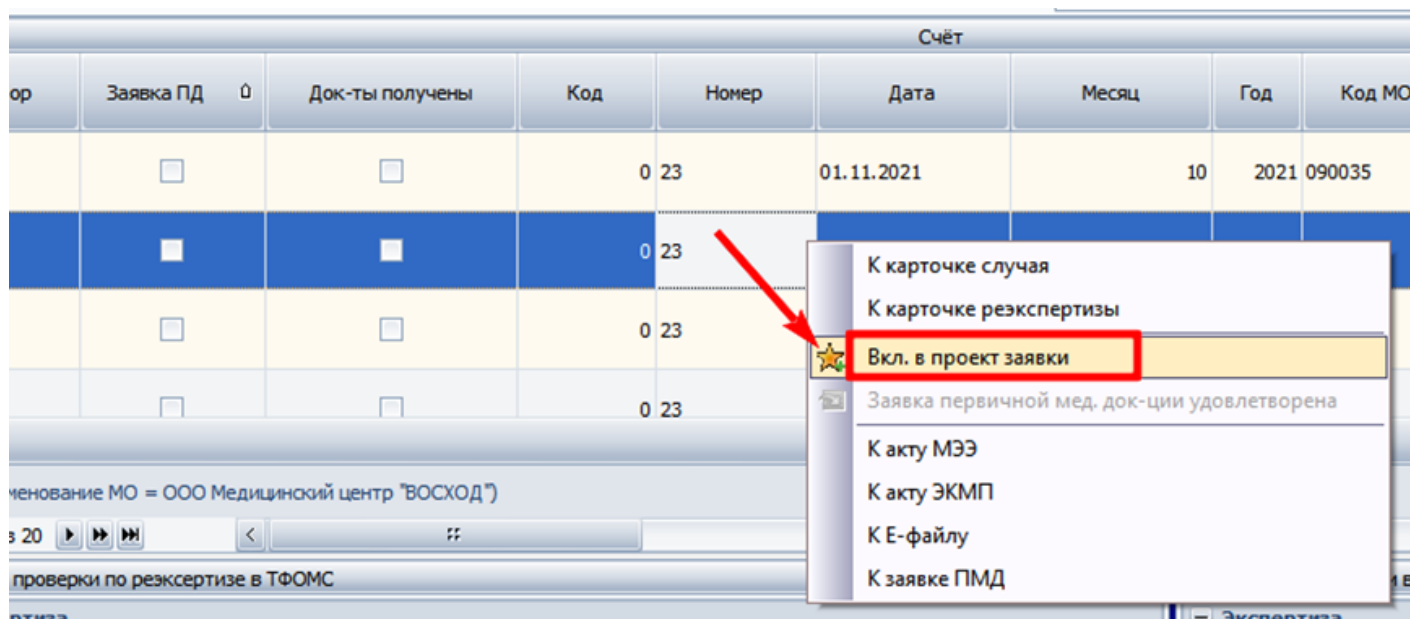 Счёт
ор Заявка ПД Док-ты получены Код Номер Дата Месяц Год Код МО
0 23 01.11.2021 10 2021 090035
0 23
0 23
0 23
К карточке случая
К карточке реэкспертизы
Вкл. в проект заявки
Заявка первичной мед. док-ции удовлетворена
К акту МЭЭ
К акту ЭКМП
К Е-файлу
К заявке ПМД
менование МО = ООО Медицинский центр "ВОСХОД")
з 20
проверки по реэксертизе в ТФОМС
Экспертиза